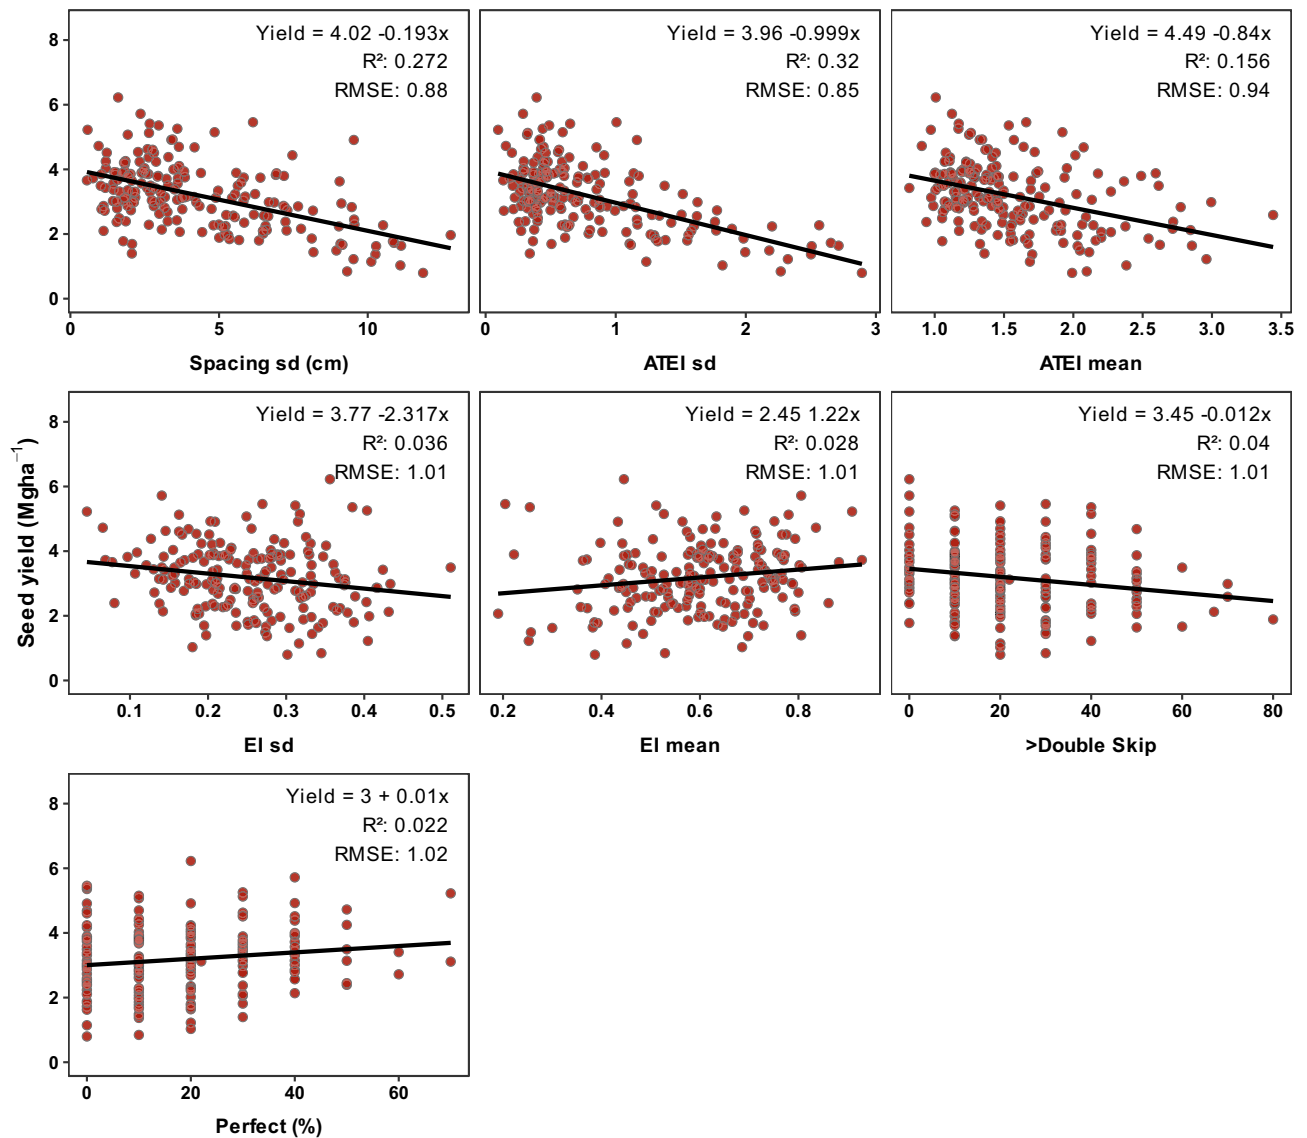 Yield = 4.02 -0.193x
R²: 0.272
RMSE: 0.88
8
6
4
2
0
0 5 10
Spacing sd (cm)
Yield = 3.96 -0.999x
R²: 0.32
RMSE: 0.85
0 1 2 3
ATEI sd
Yield = 4.49 -0.84x
R²: 0.156
RMSE: 0.94
1.0 1.5 2.0 2.5 3.0 3.5
ATEI mean
Seed yield (Mgha⁻¹)
Yield = 3.77 -2.317x
R²: 0.036
RMSE: 1.01
8
6
4
2
0
0.1 0.2 0.3 0.4 0.5
EI sd
Yield = 2.45 1.22x
R²: 0.028
RMSE: 1.01
0.2 0.4 0.6 0.8
EI mean
Yield = 3.45 -0.012x
R²: 0.04
RMSE: 1.01
0 20 40 60 80
>Double Skip
Yield = 3 + 0.01x
R²: 0.022
RMSE: 1.02
8
6
4
2
0
0 20 40 60
Perfect (%)